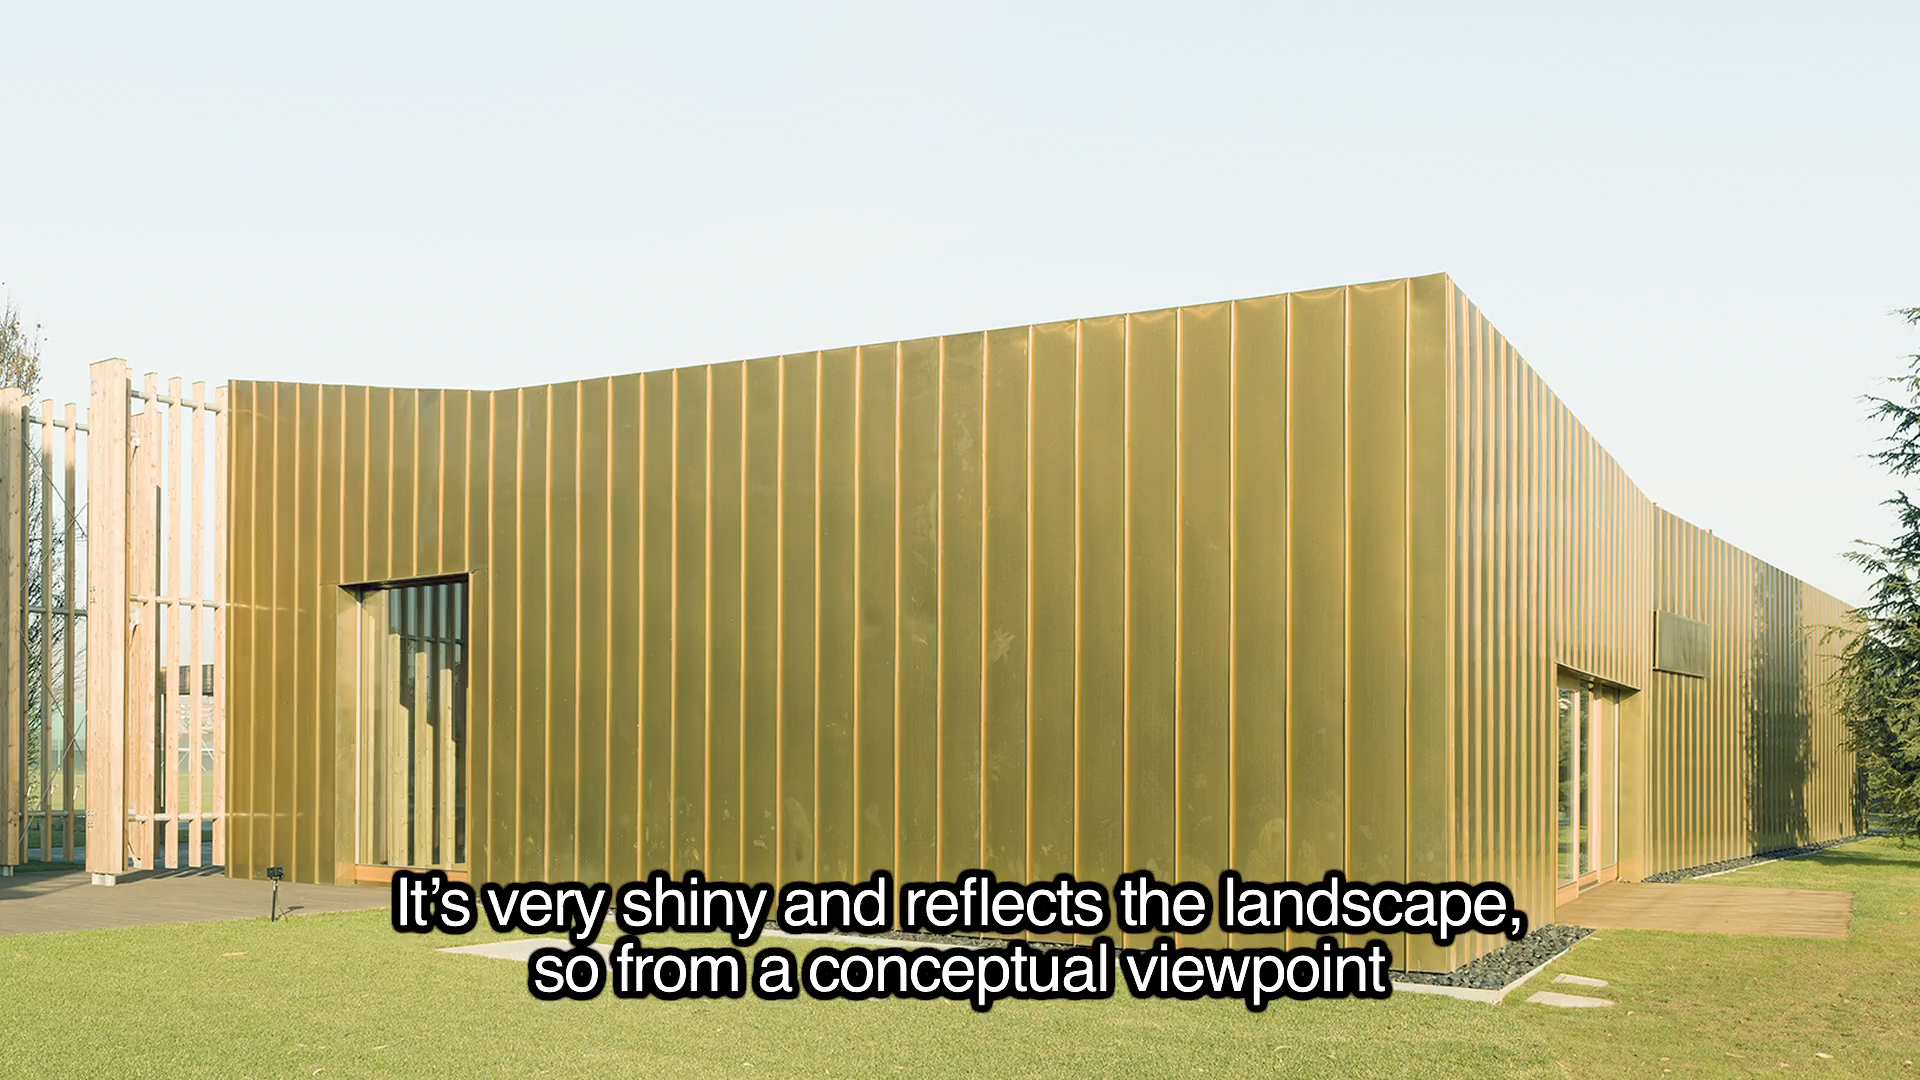 It’s very shiny and reflects the landscape,
so from a conceptual viewpoint